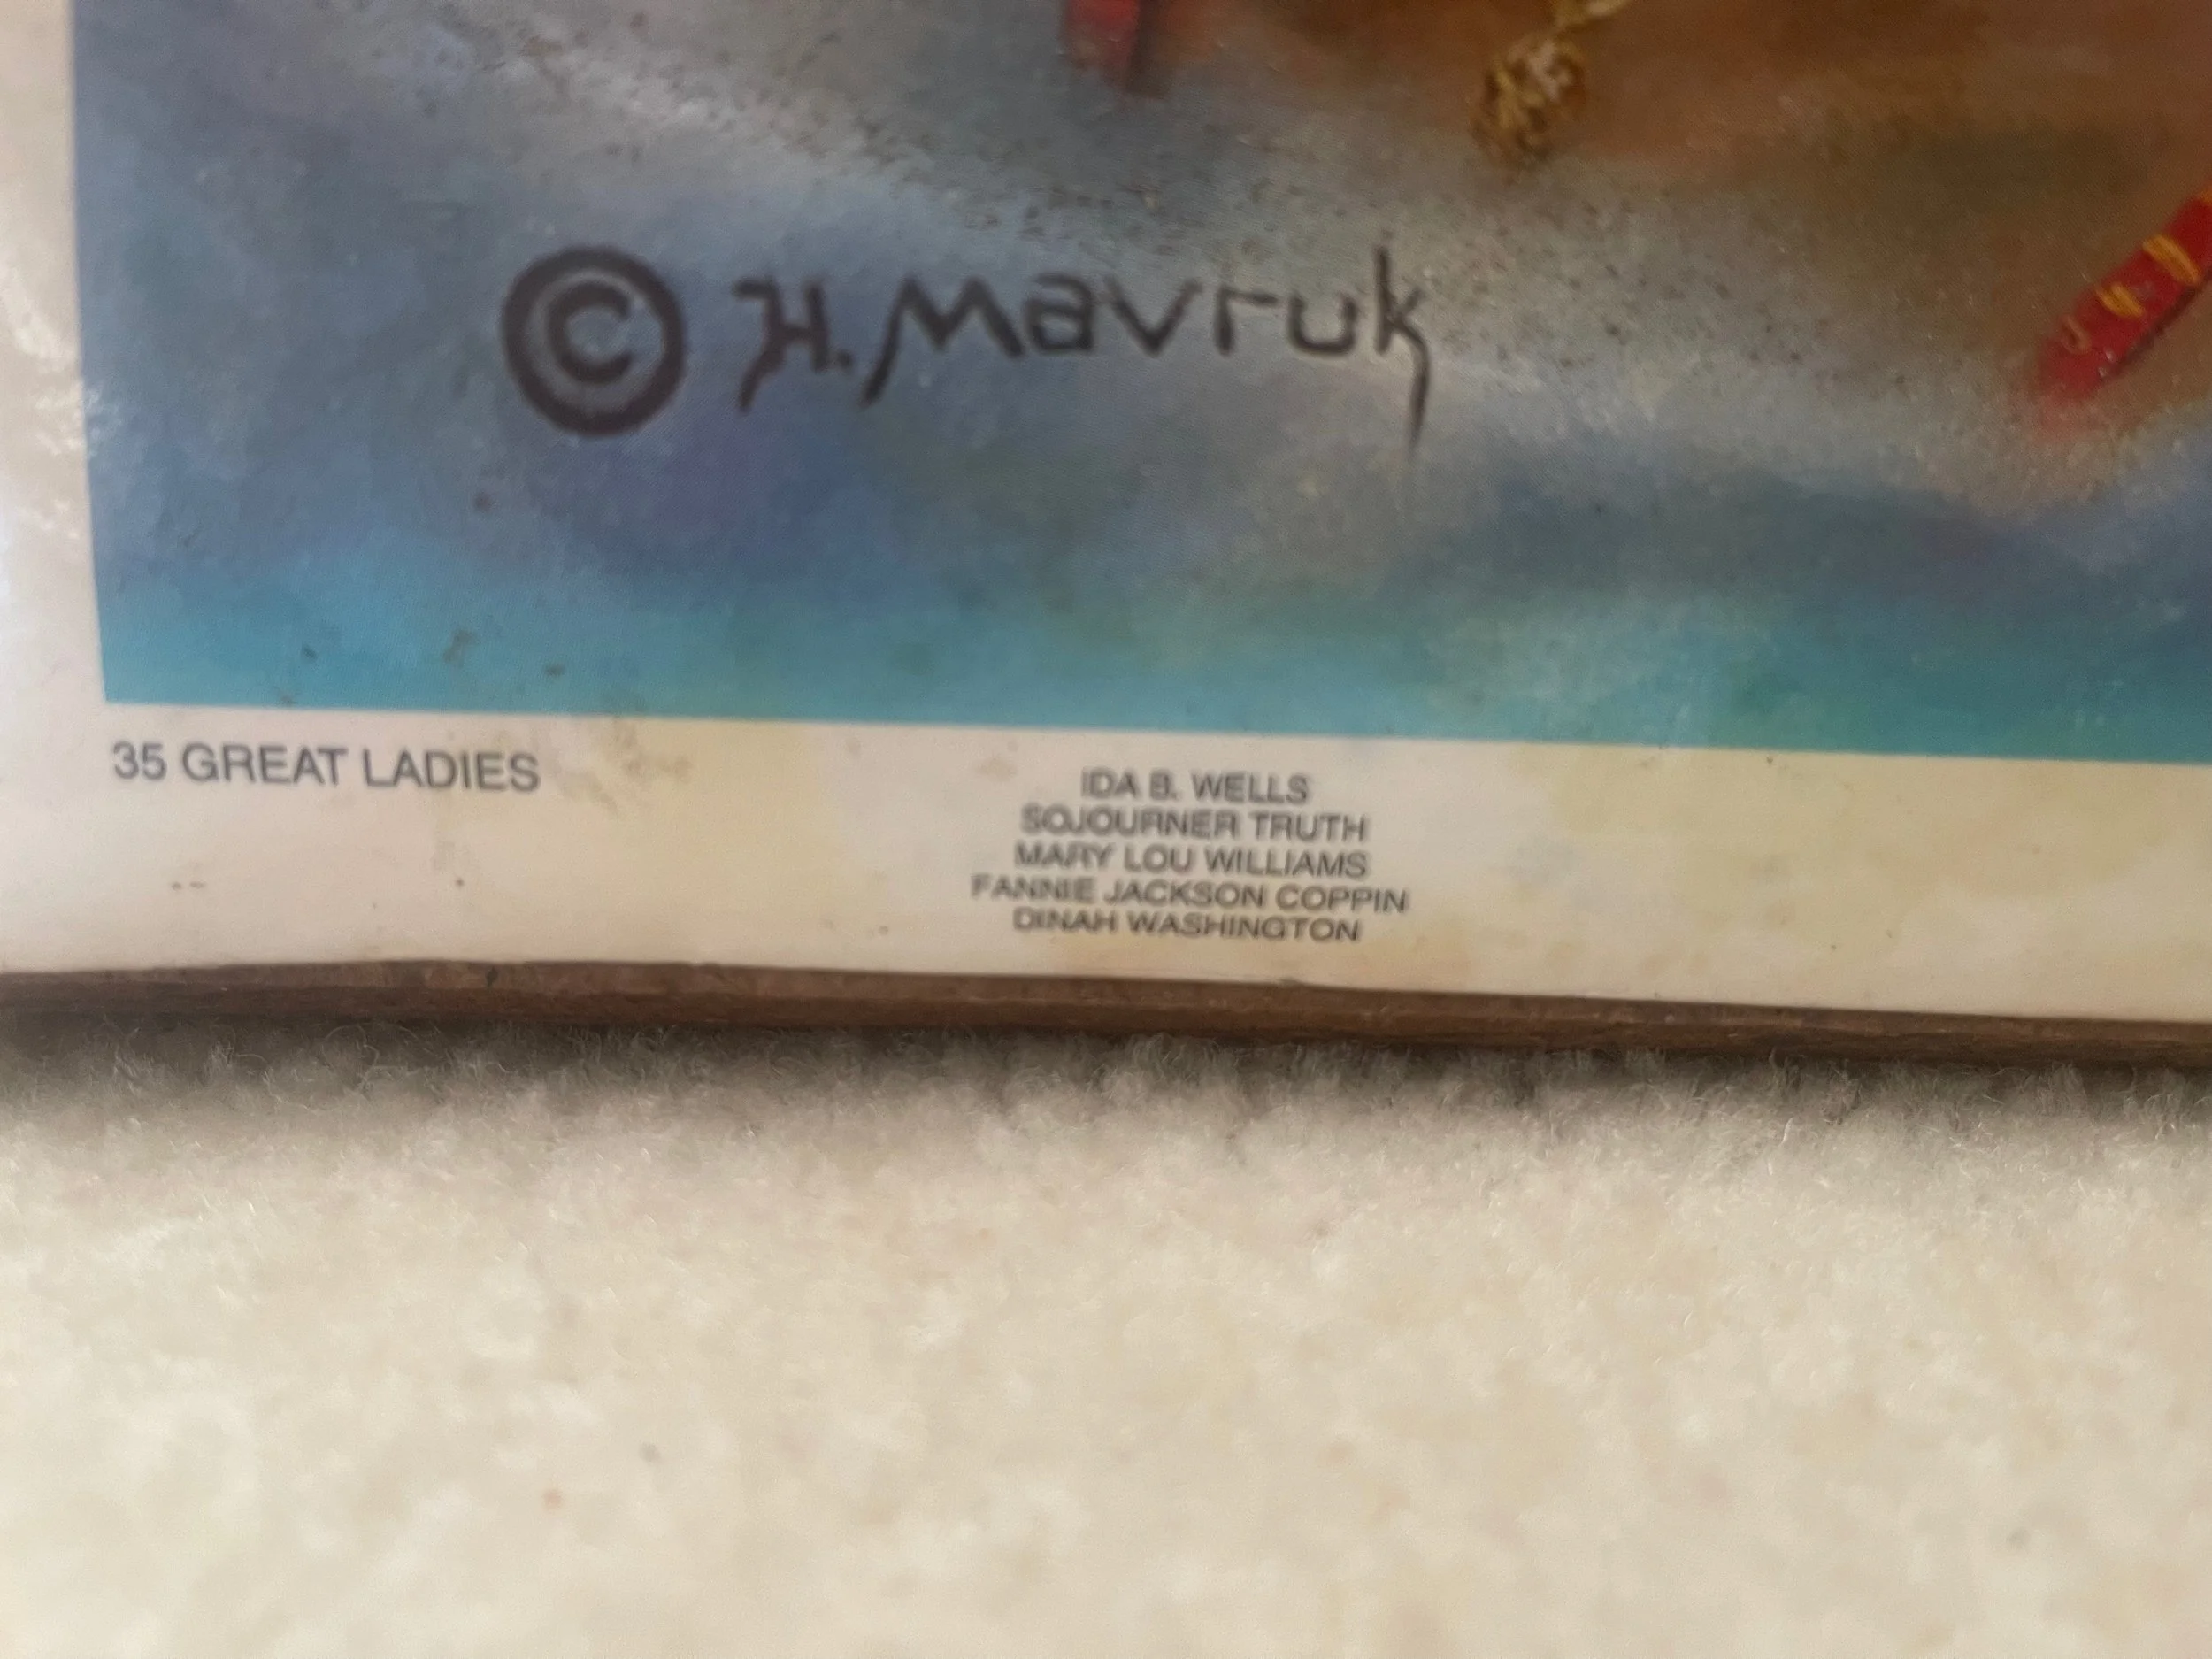 © H. Mavruk
35 GREAT LADIES
IDA B. WELLS
SOJOURNER TRUTH
MARY LOU WILLIAMS
FANNIE JACKSON COPPIN
DINAH WASHINGTON